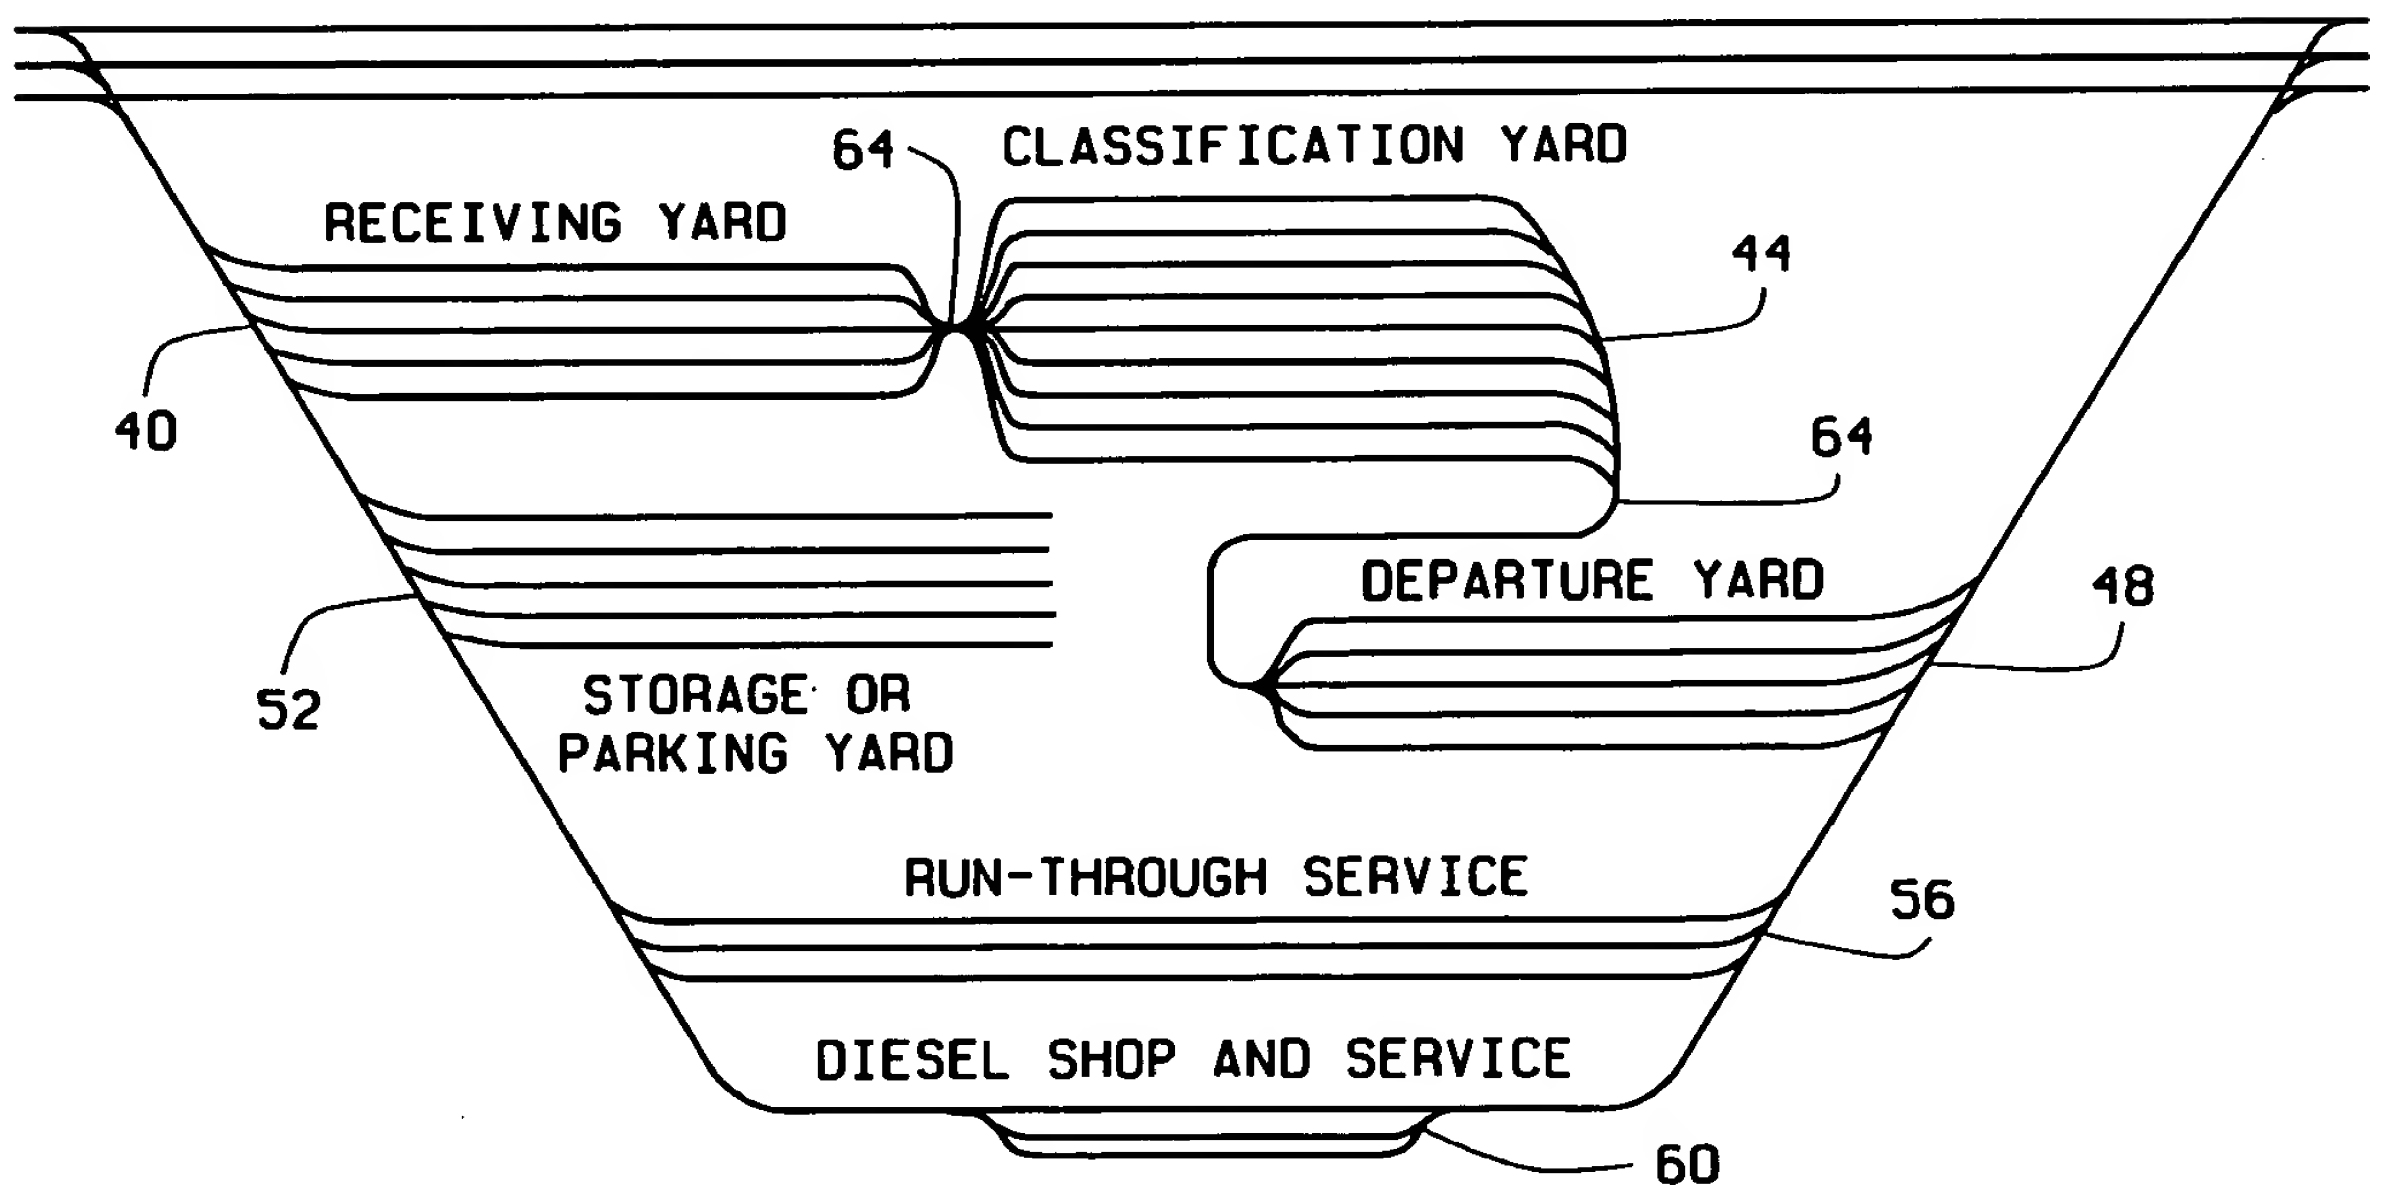 64
CLASSIFICATION YARD
RECEIVING YARD
44
40
64
DEPARTURE YARD
48
52
STORAGE OR
PARKING YARD
RUN-THROUGH SERVICE
56
DIESEL SHOP AND SERVICE
60